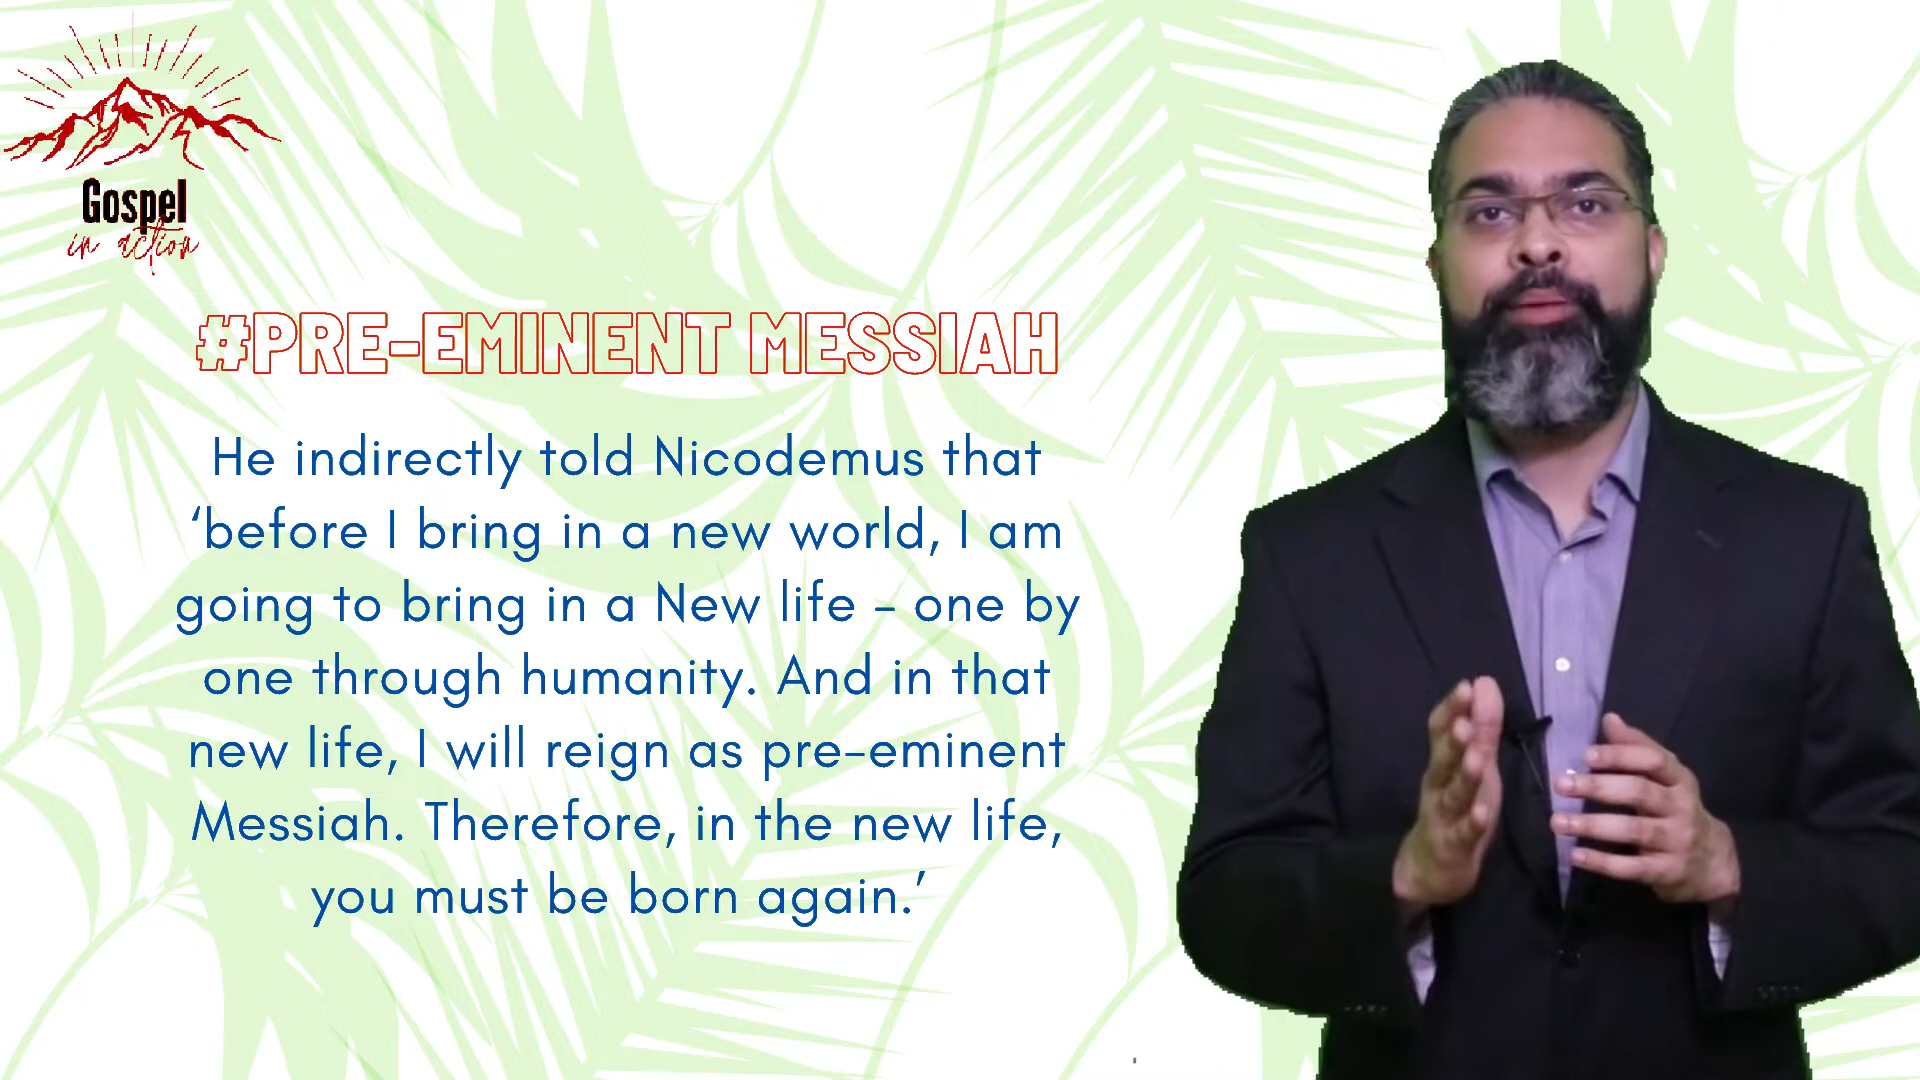 Gospel
in action
#PRE-EMINENT MESSIAH
He indirectly told Nicodemus that
‘before I bring in a new world, I am
going to bring in a New life - one by
one through humanity. And in that
new life, I will reign as pre-eminent
Messiah. Therefore, in the new life,
you must be born again.’